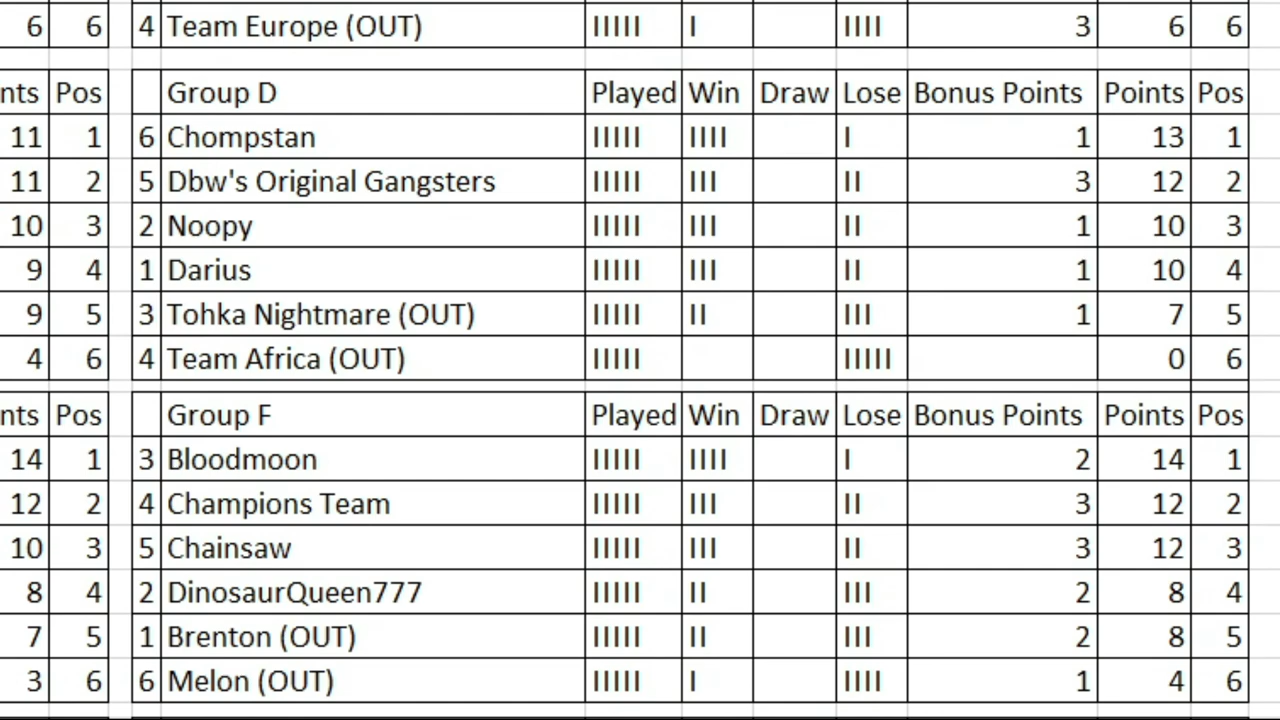 6 6 4 Team Europe (OUT) IIIII I IIII 3 6 6
nts Pos Group D Played Win Draw Lose Bonus Points Points Pos
11 1 6 Chompstan IIIII IIII I 1 13 1
11 2 5 Dbw's Original Gangsters IIIII III II 3 12 2
10 3 2 Noopy IIIII III II 1 10 3
9 4 1 Darius IIIII III II 1 10 4
9 5 3 Tohka Nightmare (OUT) IIIII II III 1 7 5
4 6 4 Team Africa (OUT) IIIII IIIII 0 6
nts Pos Group F Played Win Draw Lose Bonus Points Points Pos
14 1 3 Bloodmoon IIIII IIII I 2 14 1
12 2 4 Champions Team IIIII III II 3 12 2
10 3 5 Chainsaw IIIII III II 3 12 3
8 4 2 DinosaurQueen777 IIIII II III 2 8 4
7 5 1 Brenton (OUT) IIIII II III 2 8 5
3 6 6 Melon (OUT) IIIII I IIII 1 4 6